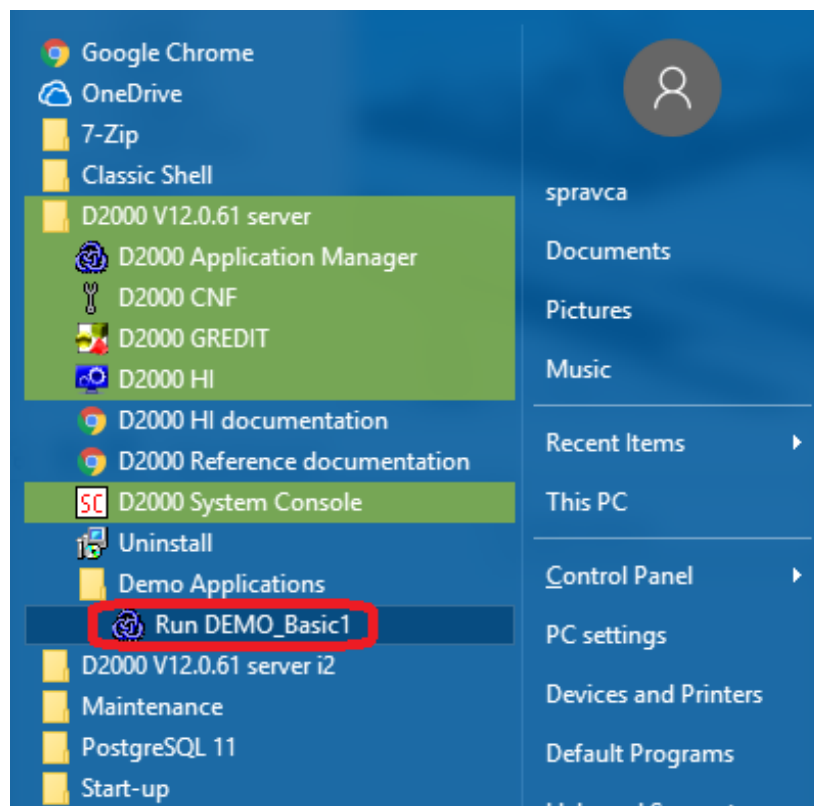 Google Chrome
OneDrive
7-Zip
Classic Shell
D2000 V12.0.61 server
D2000 Application Manager
D2000 CNF
D2000 GREDIT
D2000 HI
D2000 HI documentation
D2000 Reference documentation
SC D2000 System Console
Uninstall
Demo Applications
Run DEMO_Basic1
D2000 V12.0.61 server i2
Maintenance
PostgreSQL 11
Start-up
spravca
Documents
Pictures
Music
Recent Items
This PC
Control Panel
PC settings
Devices and Printers
Default Programs